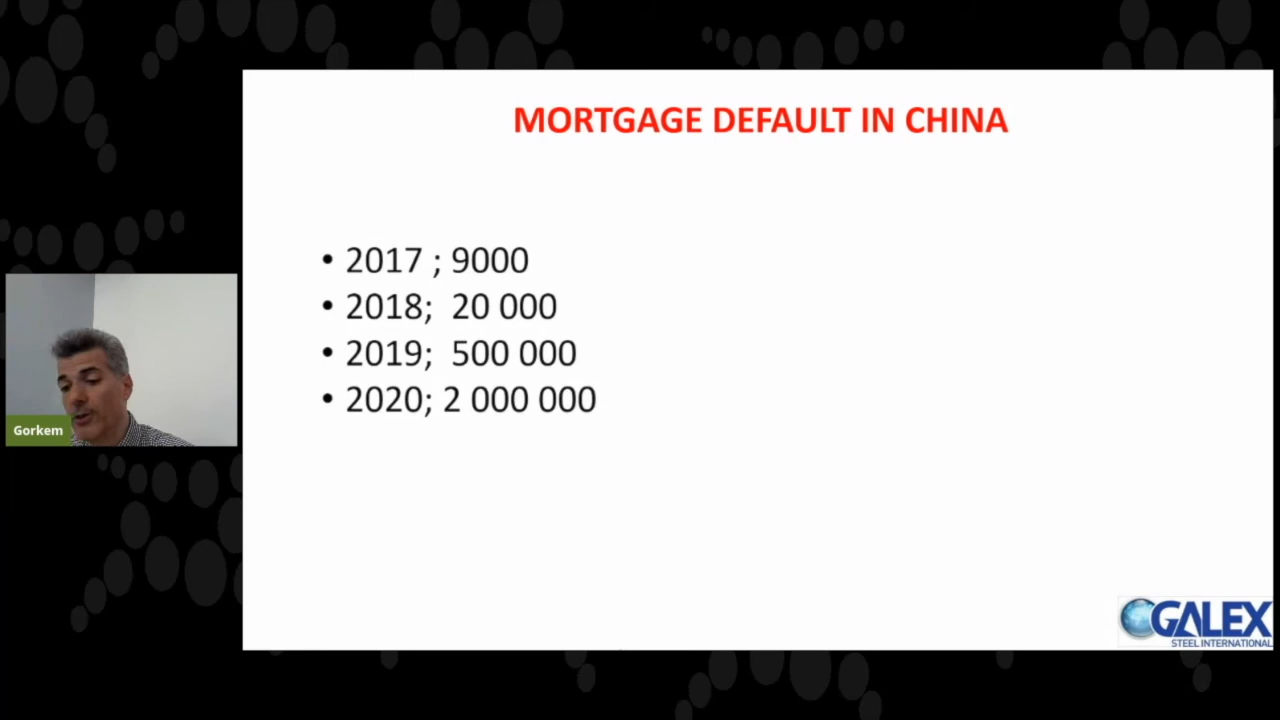 MORTGAGE DEFAULT IN CHINA
• 2017 ; 9000
• 2018;  20 000
• 2019;  500 000
• 2020; 2 000 000
Gorkem
GALEX
STEEL INTERNATIONAL